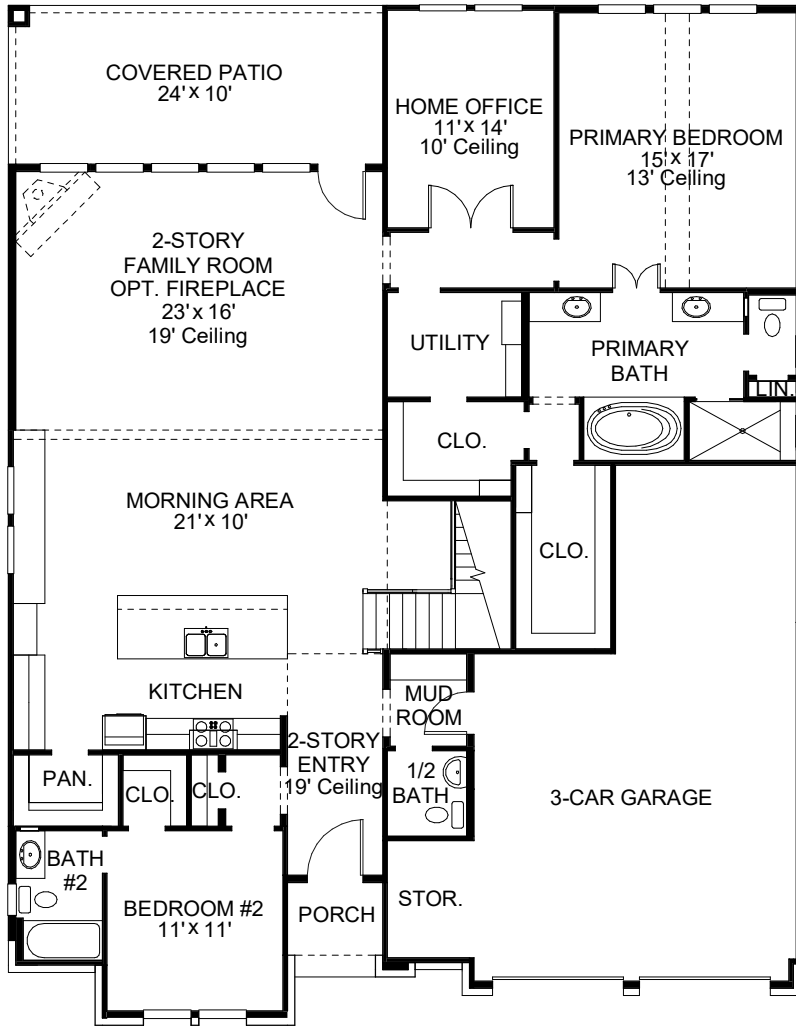 COVERED PATIO
24' x 10'
HOME OFFICE
11' x 14'
10' Ceiling
PRIMARY BEDROOM
15' x 17'
13' Ceiling
2-STORY
FAMILY ROOM
OPT. FIREPLACE
23' x 16'
19' Ceiling
UTILITY
PRIMARY
BATH
LIN.
CLO.
MORNING AREA
21' x 10'
CLO.
KITCHEN
MUD
ROOM
2-STORY
ENTRY
19' Ceiling
PAN.
CLO.
CLO.
1/2
BATH
3-CAR GARAGE
BATH
#2
BEDROOM #2
11' x 11'
PORCH
STOR.